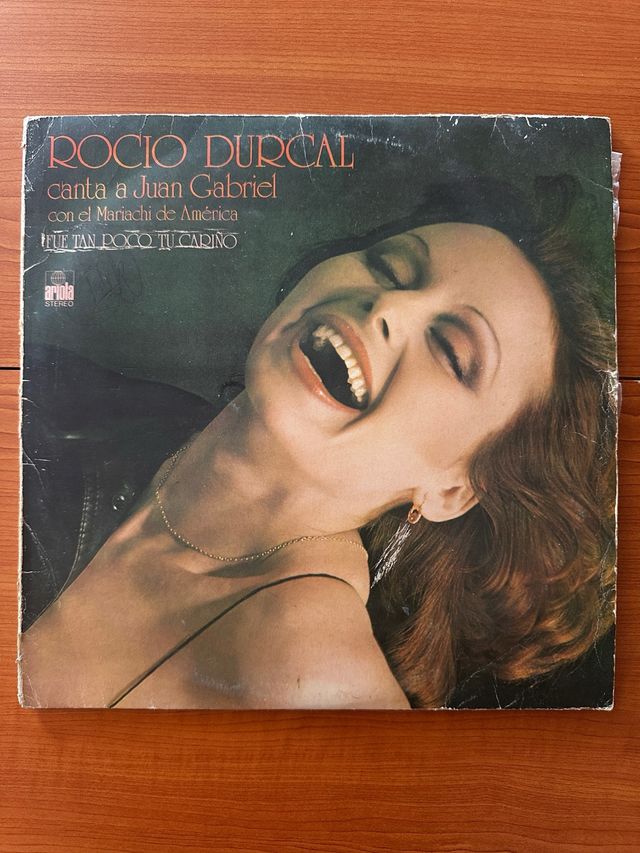 ROCIO DURCAL
canta a Juan Gabriel
con el Mariachi de América
FUE TAN POCO TU CARIÑO
ariola
STEREO